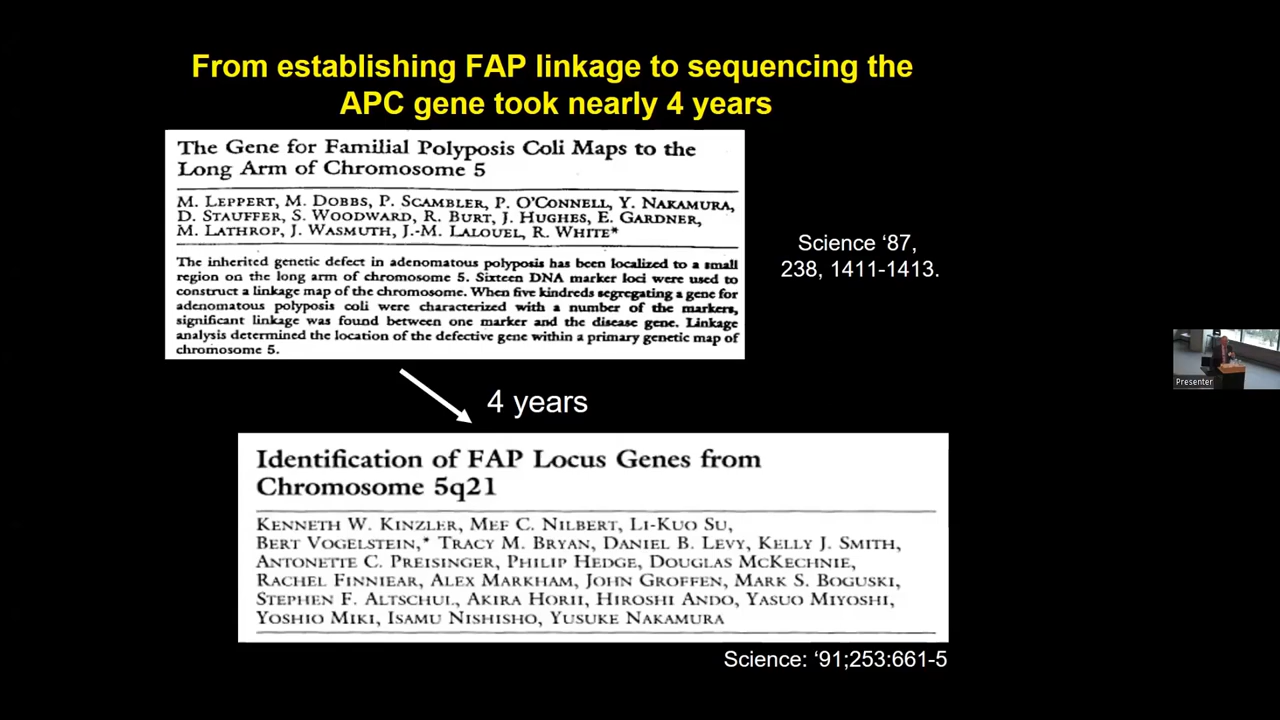 From establishing FAP linkage to sequencing the
APC gene took nearly 4 years
The Gene for Familial Polyposis Coli Maps to the
Long Arm of Chromosome 5
M. Leppert, M. Dobbs, P. Scambler, P. O'Connell, Y. Nakamura,
D. Stauffer, S. Woodward, R. Burt, J. Hughes, E. Gardner,
M. Lathrop, J. Wasmuth, J.-M. Lalouel, R. White*
The inherited genetic defect in adenomatous polyposis has been localized to a small
region on the long arm of chromosome 5. Sixteen DNA marker loci were used to
construct a linkage map of the chromosome. When five kindreds segregating a gene for
adenomatous polyposis coli were characterized with a number of the markers,
significant linkage was found between one marker and the disease gene. Linkage
analysis determined the location of the defective gene within a primary genetic map of
chromosome 5.
Science ‘87,
238, 1411-1413.
Presenter
4 years
Identification of FAP Locus Genes from
Chromosome 5q21
Kenneth W. Kinzler, Mef C. Nilbert, Li-Kuo Su,
Bert Vogelstein,* Tracy M. Bryan, Daniel B. Levy, Kelly J. Smith,
Antonette C. Preisinger, Philip Hedge, Douglas McKechnie,
Rachel Finniear, Alex Markham, John Groffen, Mark S. Boguski,
Stephen F. Altschul, Akira Horii, Hiroshi Ando, Yasuo Miyoshi,
Yoshio Miki, Isamu Nishisho, Yusuke Nakamura
Science: ‘91;253:661-5